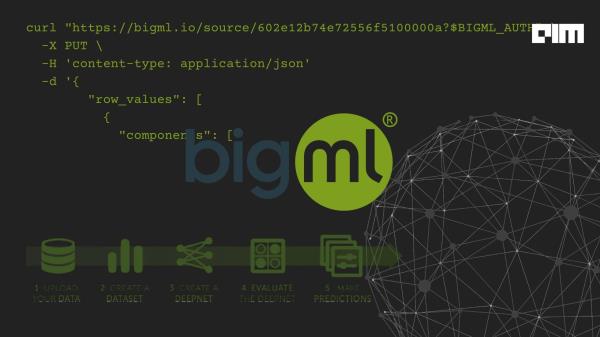 curl "https://bigml.io/source/602e12b74e72556f5100000a?$BIGML_AUTH"
-X PUT \
-H 'content-type: application/json'
-d '{
"row_values": [
{
"components": [
bigml®
AIM
1. UPLOAD YOUR DATA
2. CREATE A DATASET
3. CREATE A DEEPNET
4. EVALUATE THE DEEPNET
5. MAKE PREDICTIONS